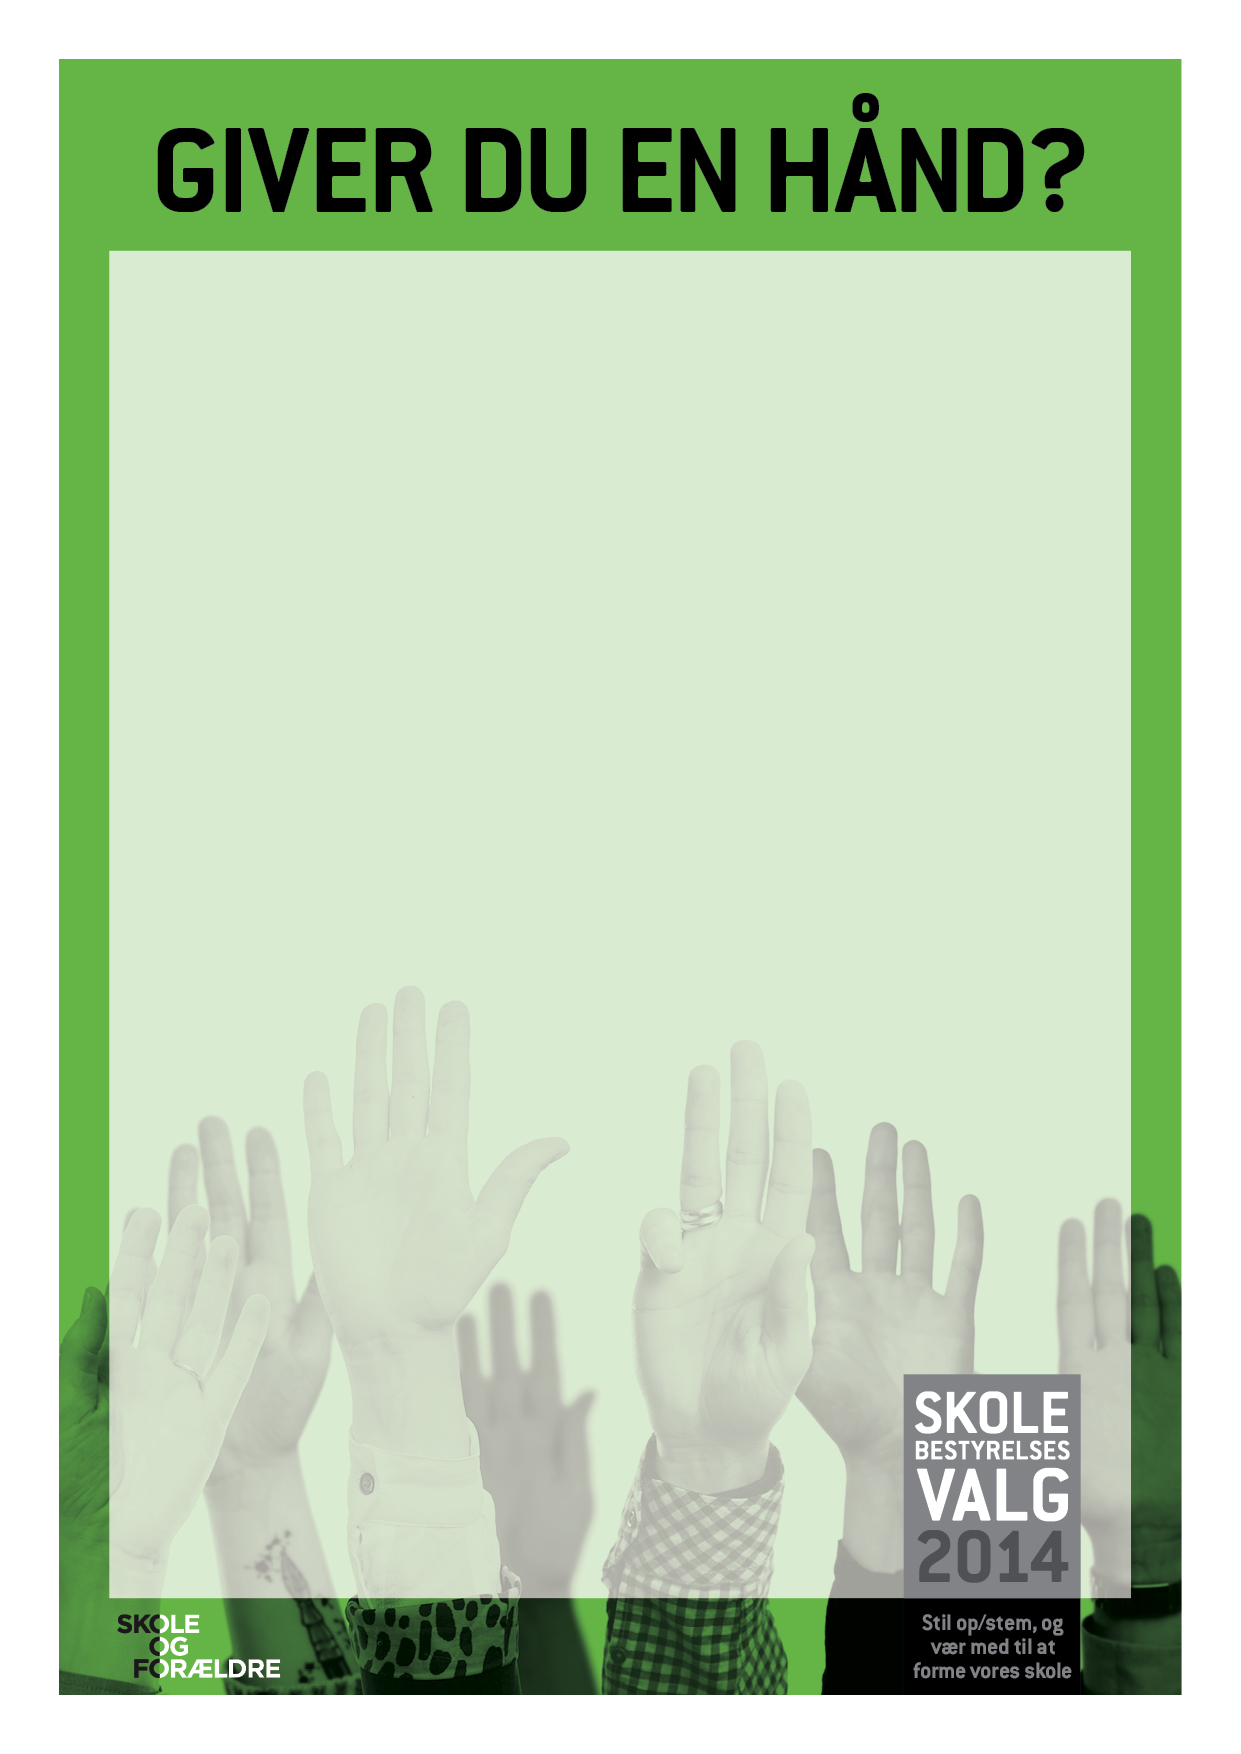 GIVER DU EN HÅND?
SKOLE
BESTYRELSES
VALG
2014
SKOLE
OG
FORÆLDRE
Stil op/stem, og
vær med til at
forme vores skole